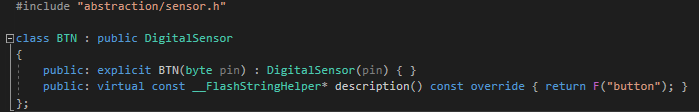 #include "abstraction/sensor.h"
class BTN : public DigitalSensor
{
public: explicit BTN(byte pin) : DigitalSensor(pin) { }
public: virtual const __FlashStringHelper* description() const override { return F("button"); }
};